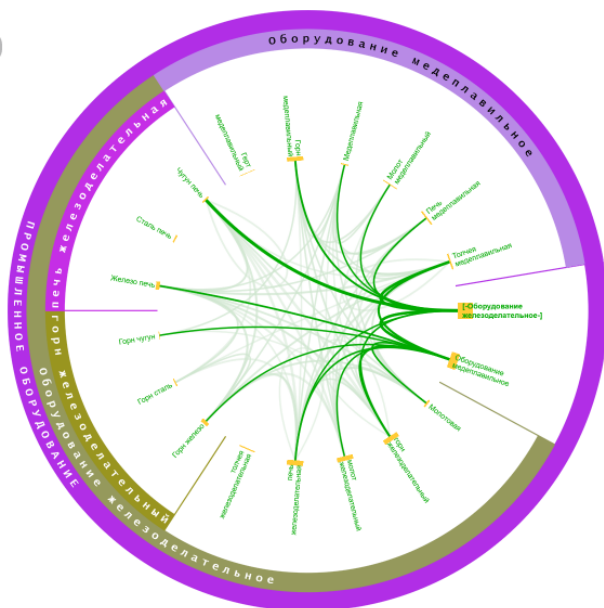 оборудование медеплавильное
печь железоделательная
ПРОМЫШЛЕННОЕ ОБОРУДОВАНИЕ
горн железоделательный
оборудование железоделательное
Герт
медеплавильный
Горн
медеплавильный
Медеплавильная
Молот
медеплавильный
Печь
медеплавильная
Толчея
медеплавильная
[-Оборудование
железоделательное-]
Оборудование
медеплавильное
Молотовая
Горн
железоделательный
молот
железоделательный
печь
железоделательная
толчея
железоделательная
Горн железо
Горн сталь
Горн чугун
Железо печь
Сталь печь
Чугун печь